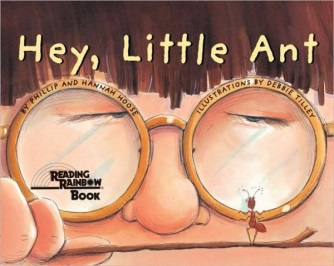 Hey, Little Ant
BY PHILLIP AND HANNAH HOOSE
ILLUSTRATIONS BY DEBBIE TILLEY
READING
RAINBOW
BOOK